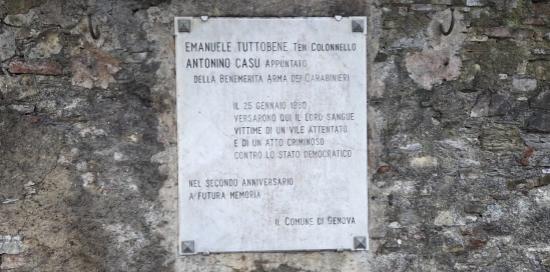 EMANUELE TUTTOBENE TEN COLONNELLO
ANTONINO CASU APPUNTATO
DELLA BENEMERITA ARMA DEI CARABINIERI
IL 25 GENNAIO 1980
VERSARONO QUI IL LORO SANGUE
VITTIME DI UN VILE ATTENTATO
E DI UN ATTO CRIMINOSO
CONTRO LO STATO DEMOCRATICO
NEL SECONDO ANNIVERSARIO
A FUTURA MEMORIA
IL COMUNE DI GENOVA